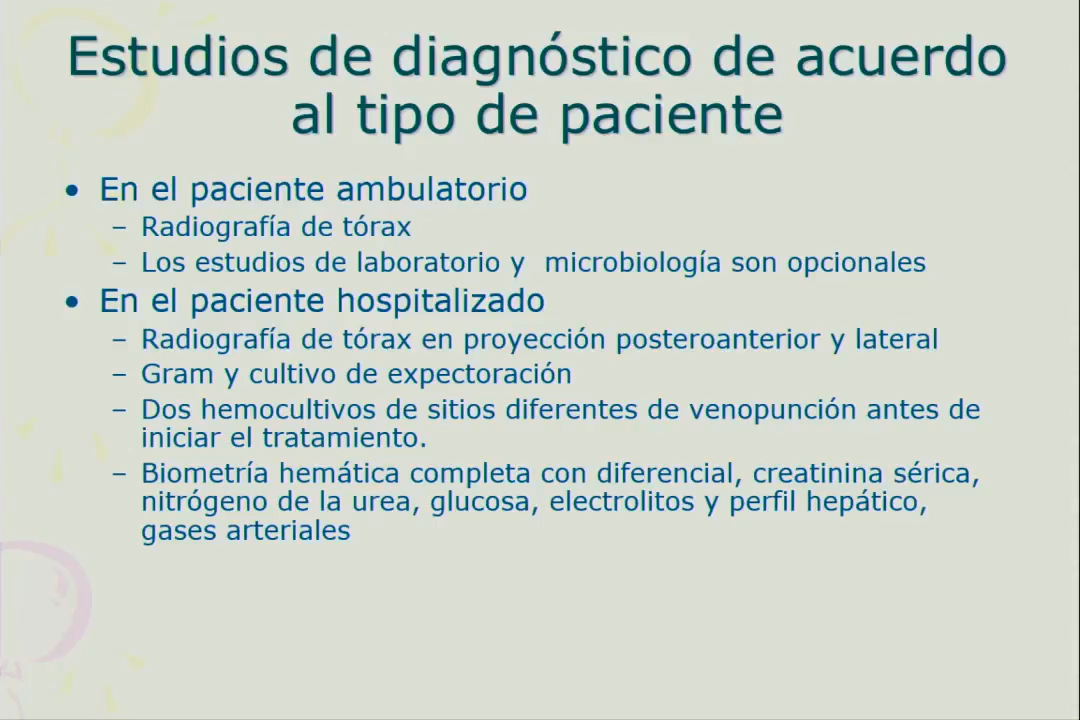 Estudios de diagnóstico de acuerdo
al tipo de paciente
• En el paciente ambulatorio
– Radiografía de tórax
– Los estudios de laboratorio y  microbiología son opcionales
• En el paciente hospitalizado
– Radiografía de tórax en proyección posteroanterior y lateral
– Gram y cultivo de expectoración
– Dos hemocultivos de sitios diferentes de venopunción antes de
iniciar el tratamiento.
– Biometría hemática completa con diferencial, creatinina sérica,
nitrógeno de la urea, glucosa, electrolitos y perfil hepático,
gases arteriales